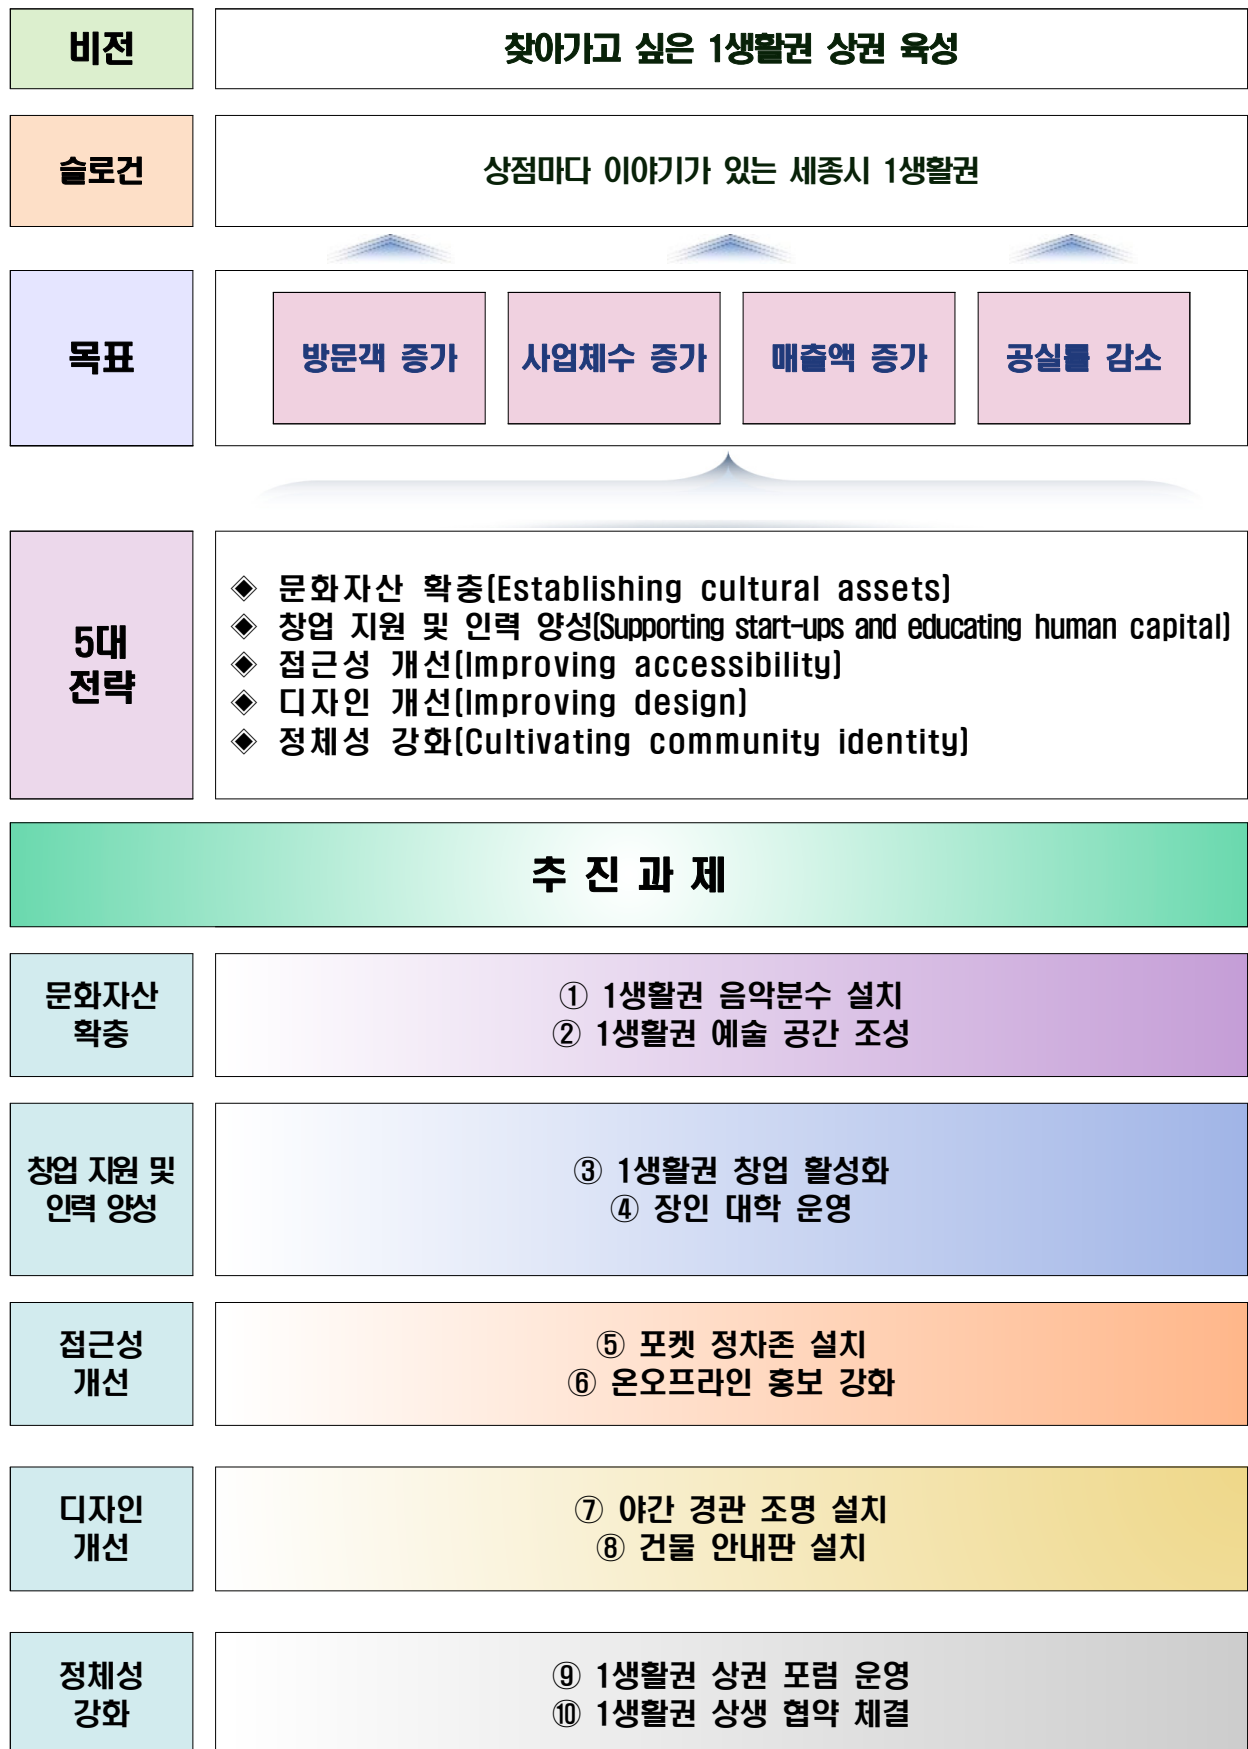 비전
찾아가고 싶은 1생활권 상권 육성
슬로건
상점마다 이야기가 있는 세종시 1생활권
목표
방문객 증가
사업체수 증가
매출액 증가
공실률 감소
5대
전략
◈ 문화자산 확충(Establishing cultural assets)
◈ 창업 지원 및 인력 양성(Supporting start-ups and educating human capital)
◈ 접근성 개선(Improving accessibility)
◈ 디자인 개선(Improving design)
◈ 정체성 강화(Cultivating community identity)
추 진 과 제
문화자산
확충
① 1생활권 음악분수 설치
② 1생활권 예술 공간 조성
창업 지원 및
인력 양성
③ 1생활권 창업 활성화
④ 장인 대학 운영
접근성
개선
⑤ 포켓 정차존 설치
⑥ 온오프라인 홍보 강화
디자인
개선
⑦ 야간 경관 조명 설치
⑧ 건물 안내판 설치
정체성
강화
⑨ 1생활권 상권 포럼 운영
⑩ 1생활권 상생 협약 체결